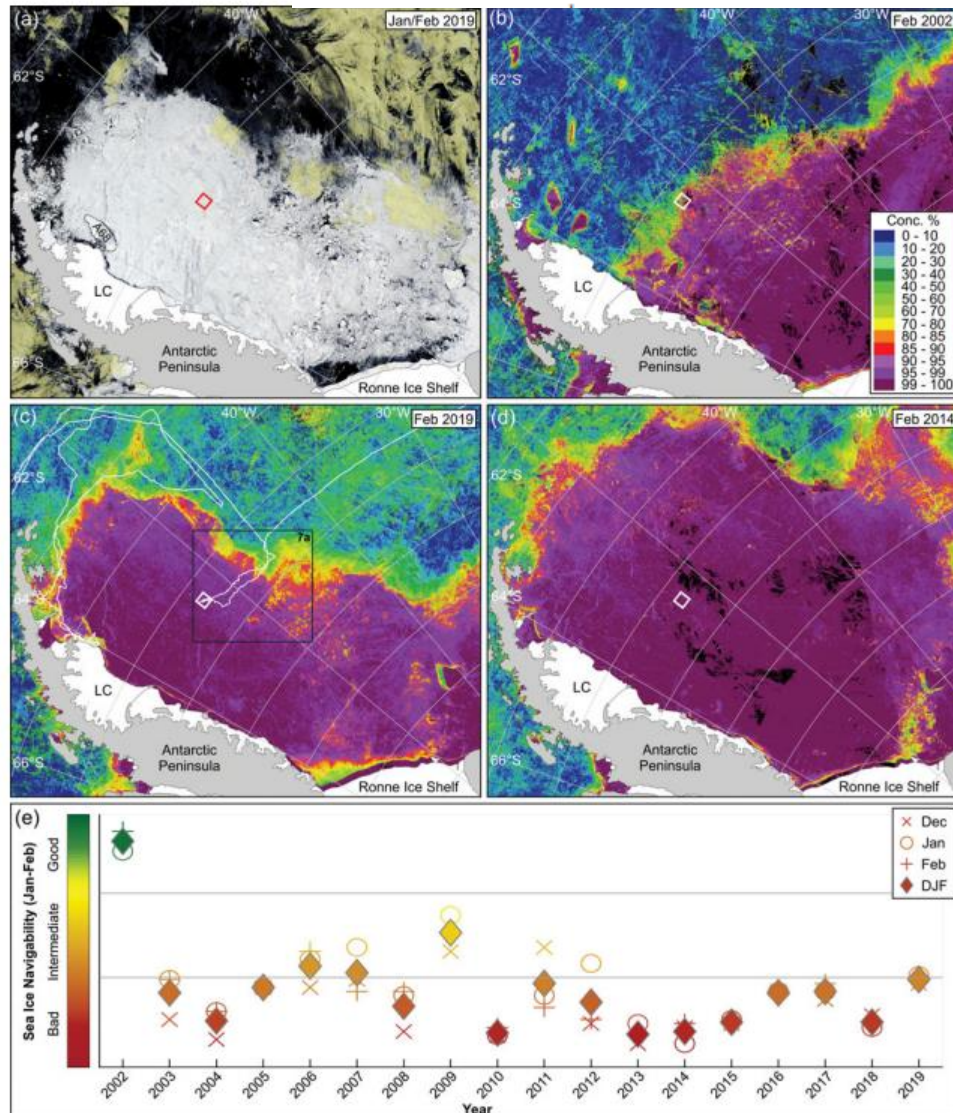 (a)
40°W
Jan/Feb 2019
62°S
64°S
A68
LC
Antarctic
Peninsula
66°S
Ronne Ice Shelf
(b)
40°W
30°W
Feb 2002
62°S
64°S
Conc. %
0 - 10
10 - 20
20 - 30
30 - 40
40 - 50
50 - 60
60 - 70
70 - 80
80 - 85
85 - 90
90 - 95
95 - 99
99 - 100
LC
Antarctic
Peninsula
66°S
Ronne Ice Shelf
(c)
40°W
30°W
Feb 2019
62°S
7a
64°S
LC
Antarctic
Peninsula
66°S
Ronne Ice Shelf
(d)
40°W
30°W
Feb 2014
62°S
64°S
LC
Antarctic
Peninsula
66°S
Ronne Ice Shelf
(e)
Sea Ice Navigability (Jan-Feb)
Good
Intermediate
Bad
Dec
Jan
Feb
DJF
2002
2003
2004
2005
2006
2007
2008
2009
2010
2011
2012
2013
2014
2015
2016
2017
2018
2019
Year